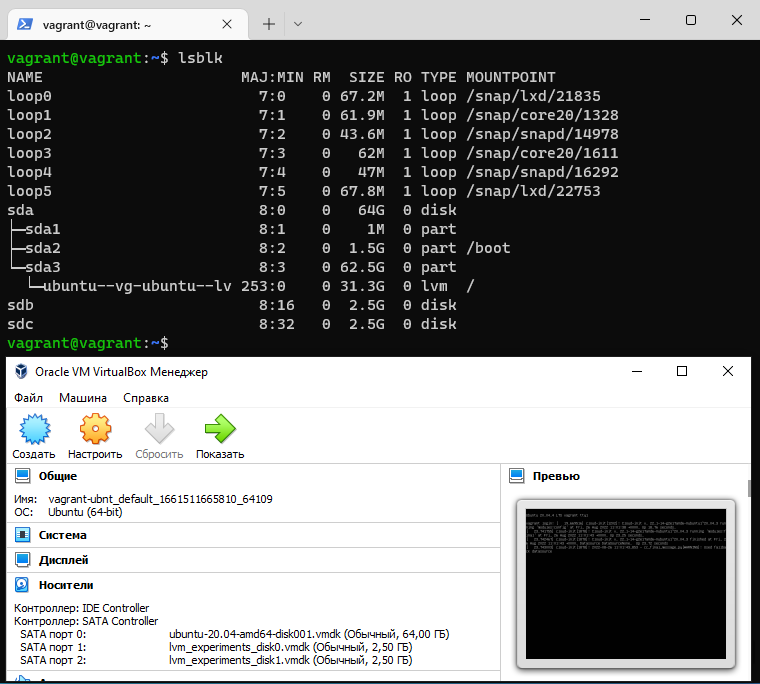 vagrant@vagrant: ~
vagrant@vagrant:~$ lsblk
NAME                      MAJ:MIN RM  SIZE RO TYPE MOUNTPOINT
loop0                       7:0    0 67.2M  1 loop /snap/lxd/21835
loop1                       7:1    0 61.9M  1 loop /snap/core20/1328
loop2                       7:2    0 43.6M  1 loop /snap/snapd/14978
loop3                       7:3    0   62M  1 loop /snap/core20/1611
loop4                       7:4    0   47M  1 loop /snap/snapd/16292
loop5                       7:5    0 67.8M  1 loop /snap/lxd/22753
sda                         8:0    0   64G  0 disk
├─sda1                      8:1    0    1M  0 part
├─sda2                      8:2    0  1.5G  0 part /boot
└─sda3                      8:3    0 62.5G  0 part
  └─ubuntu--vg-ubuntu--lv 253:0    0 31.3G  0 lvm  /
sdb                         8:16   0  2.5G  0 disk
sdc                         8:32   0  2.5G  0 disk
vagrant@vagrant:~$
Oracle VM VirtualBox Менеджер
Файл Машина Справка
Создать Настроить Сбросить Показать
Общие
Имя: vagrant-ubnt_default_1661511665810_64109
ОС: Ubuntu (64-bit)
Система
Дисплей
Носители
Контроллер: IDE Controller
Контроллер: SATA Controller
SATA порт 0: ubuntu-20.04-amd64-disk001.vmdk (Обычный, 64,00 ГБ)
SATA порт 1: lvm_experiments_disk0.vmdk (Обычный, 2,50 ГБ)
SATA порт 2: lvm_experiments_disk1.vmdk (Обычный, 2,50 ГБ)
Превью